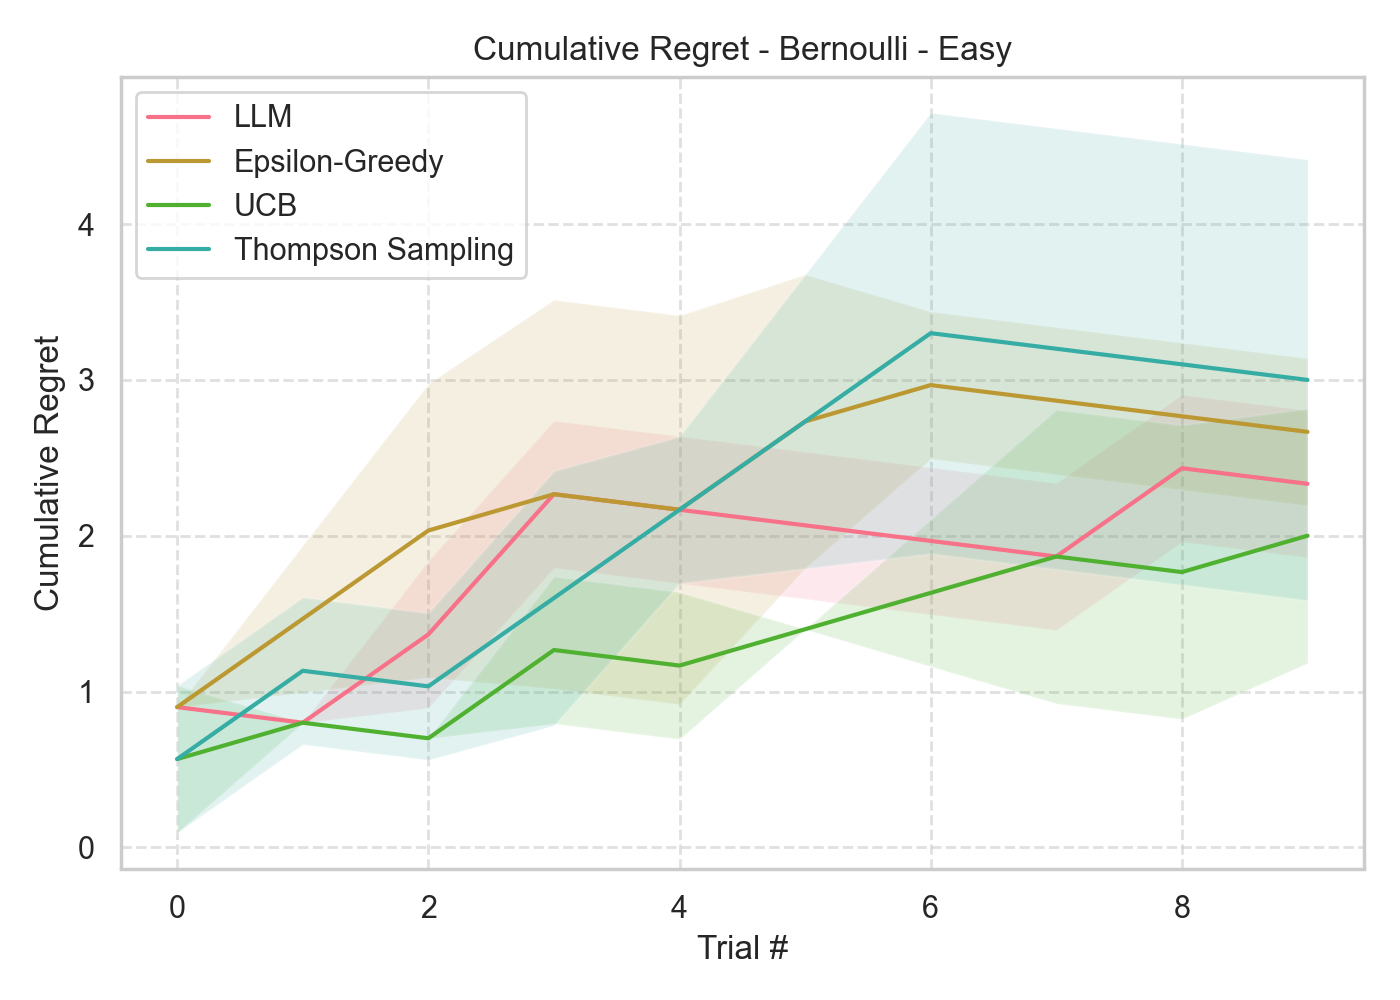 Cumulative Regret - Bernoulli - Easy
LLM
Epsilon-Greedy
UCB
Thompson Sampling
Cumulative Regret
4
3
2
1
0
0 2 4 6 8
Trial #